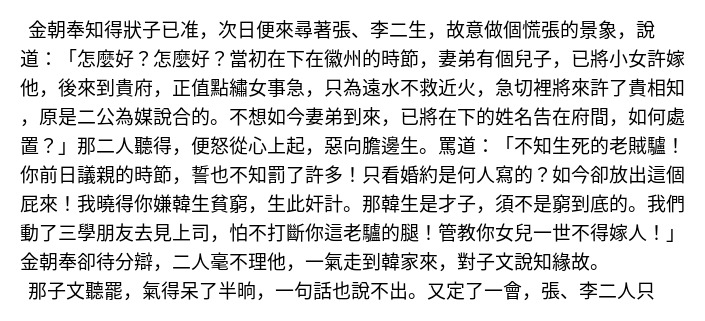 金朝奉知得狀子已准，次日便來尋著張、李二生，故意做個慌張的景象，說
道：「怎麼好？怎麼好？當初在下在徽州的時節，妻弟有個兒子，已將小女許嫁
他，後來到貴府，正值點繡女事急，只為遠水不救近火，急切裡將來許了貴相知
，原是二公為媒說合的。不想如今妻弟到來，已將在下的姓名告在府間，如何處
置？」那二人聽得，便怒從心上起，惡向膽邊生。罵道：「不知生死的老賊驢！
你前日議親的時節，誓也不知罰了許多！只看婚約是何人寫的？如今卻放出這個
屁來！我曉得你嫌韓生貧窮，生此奸計。那韓生是才子，須不是窮到底的。我們
動了三學朋友去見上司，怕不打斷你這老驢的腿！管教你女兒一世不得嫁人！」
金朝奉卻待分辯，二人毫不理他，一氣走到韓家來，對子文說知緣故。
那子文聽罷，氣得呆了半晌，一句話也說不出。又定了一會，張、李二人只